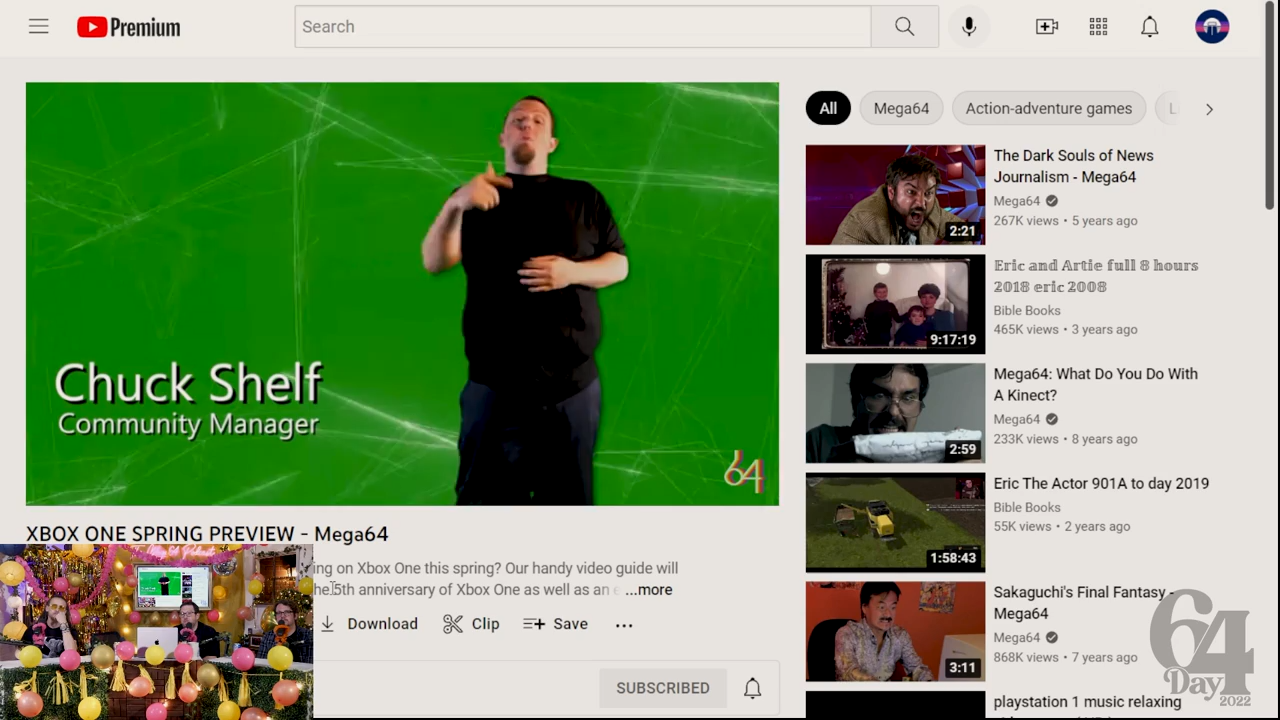 Premium
Search
All
Mega64
Action-adventure games
L
Chuck Shelf
Community Manager
64
XBOX ONE SPRING PREVIEW - Mega64
ing on Xbox One this spring? Our handy video guide will
he 5th anniversary of Xbox One as well as an e ...more
Download
Clip
Save
SUBSCRIBED
The Dark Souls of News
Journalism - Mega64
Mega64
267K views • 5 years ago
2:21
𝔼ric and Artie full 8 hours
2018 eric 2008
Bible Books
465K views • 3 years ago
9:17:19
Mega64: What Do You Do With
A Kinect?
Mega64
233K views • 8 years ago
2:59
Eric The Actor 901A to day 2019
Bible Books
55K views • 2 years ago
1:58:43
Sakaguchi's Final Fantasy -
Mega64
Mega64
868K views • 7 years ago
3:11
playstation 1 music relaxing
64
Day
2022